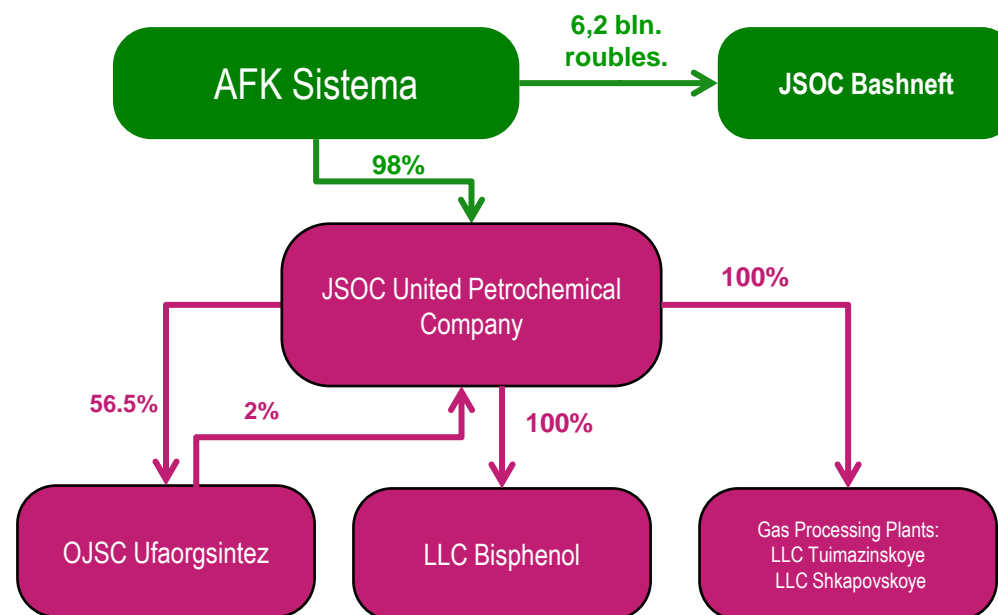 6,2 bln.
roubles.
AFK Sistema
JSOC Bashneft
98%
JSOC United Petrochemical
Company
100%
56.5%
2%
100%
OJSC Ufaorgsintez
LLC Bisphenol
Gas Processing Plants:
LLC Tuimazinskoye
LLC Shkapovskoye